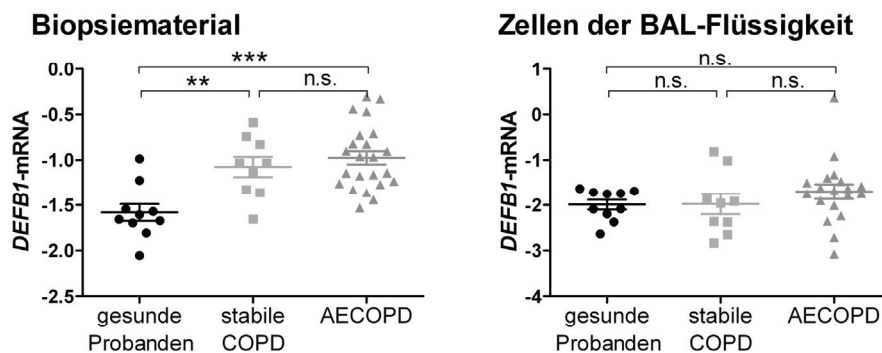 Biopsiematerial
***
**
n.s.
0.0
-0.5
-1.0
-1.5
-2.0
-2.5
DEFB1-mRNA
gesunde
Probanden
stabile
COPD
AECOPD
Zellen der BAL-Flüssigkeit
n.s.
n.s.
n.s.
1
0
-1
-2
-3
-4
DEFB1-mRNA
gesunde
Probanden
stabile
COPD
AECOPD